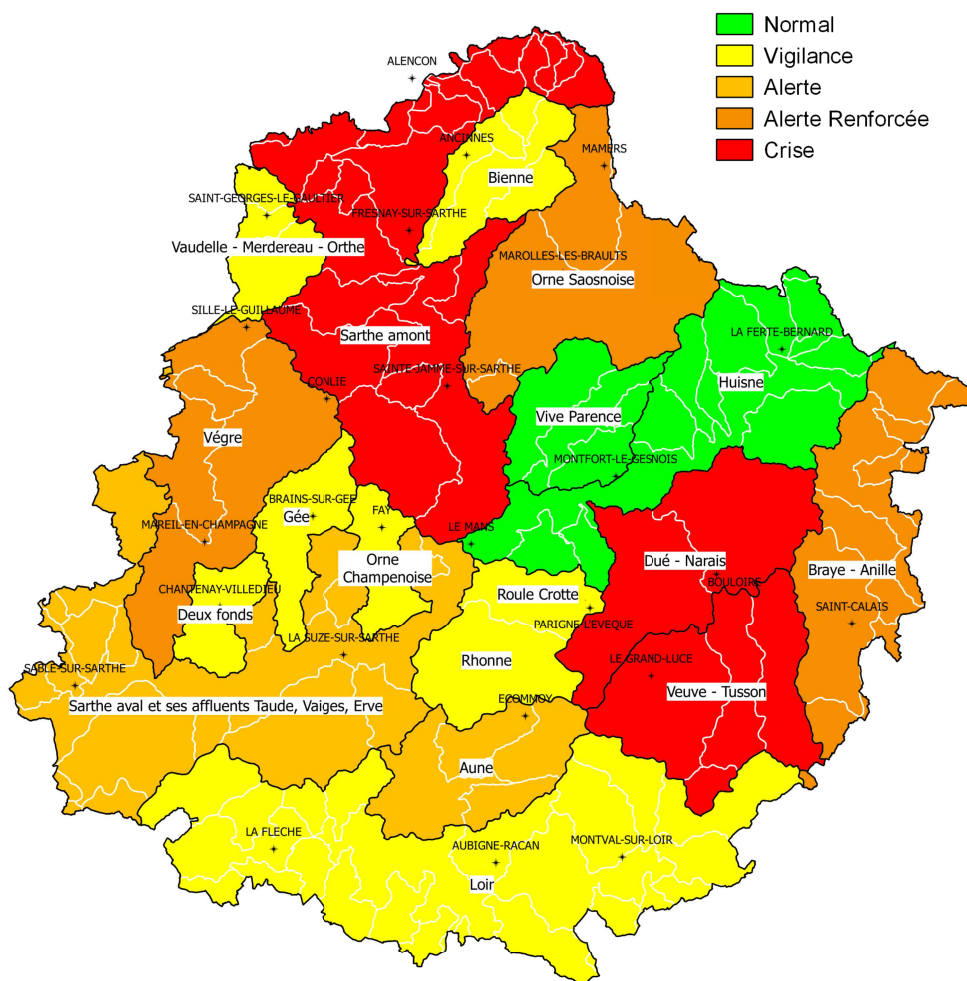 Normal
Vigilance
Alerte
Alerte Renforcée
Crise
ALENCON
ANCINNES
MAMERS
Bienne
SAINT-GEORGES-LE-GAULTIER
FRESNAY-SUR-SARTHE
Vaudelle - Merdereau - Orthe
MAROLLES-LES-BRAULTS
Orne Saosnoise
SILLE-LE-GUILLAUME
Sarthe amont
LA FERTE-BERNARD
SAINTE-JAMME-SUR-SARTHE
CONLIE
Huisne
Vive Parence
Végre
MONTFORT-LE-GESNOIS
BRAINS-SUR-GEE
Gée
FAY
MAREIL-EN-CHAMPAGNE
LE MANS
Orne
Champenoise
Dué - Narais
Braye - Anille
BOULOIRE
CHANTENAY-VILLEDIEU
Roule Crotte
Deux fonds
SAINT-CALAIS
PARIGNE-L'EVEQUE
LA SUZE-SUR-SARTHE
Rhonne
LE GRAND-LUCE
SABLE-SUR-SARTHE
Veuve - Tusson
ECOMMOY
Sarthe aval et ses affluents Taude, Vaiges, Erve
Aune
LA FLECHE
AUBIGNE-RACAN
MONTVAL-SUR-LOIR
Loir